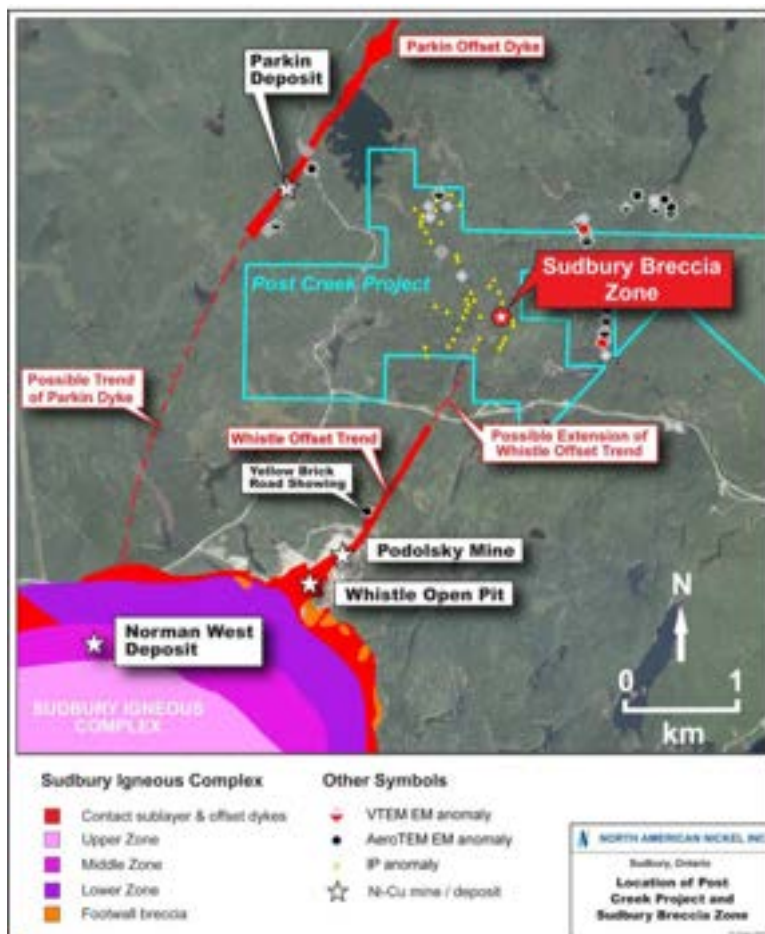 Parkin Offset Dyke
Parkin
Deposit
Post Creek Project
Sudbury Breccia
Zone
Possible Trend
of Parkin Dyke
Whistle Offset Trend
Possible Extension of
Whistle Offset Trend
Yellow Brick
Road Showing
Podolsky Mine
Whistle Open Pit
Norman West
Deposit
N
0 1
km
SUDBURY IGNEOUS
COMPLEX
Sudbury Igneous Complex
Contact sublayer & offset dykes
Upper Zone
Middle Zone
Lower Zone
Footwall breccia
Other Symbols
VTEM EM anomaly
AeroTEM EM anomaly
IP anomaly
Ni-Cu mine / deposit
NORTH AMERICAN NICKEL INC
Sudbury, Ontario
Location of Post
Creek Project and
Sudbury Breccia Zone